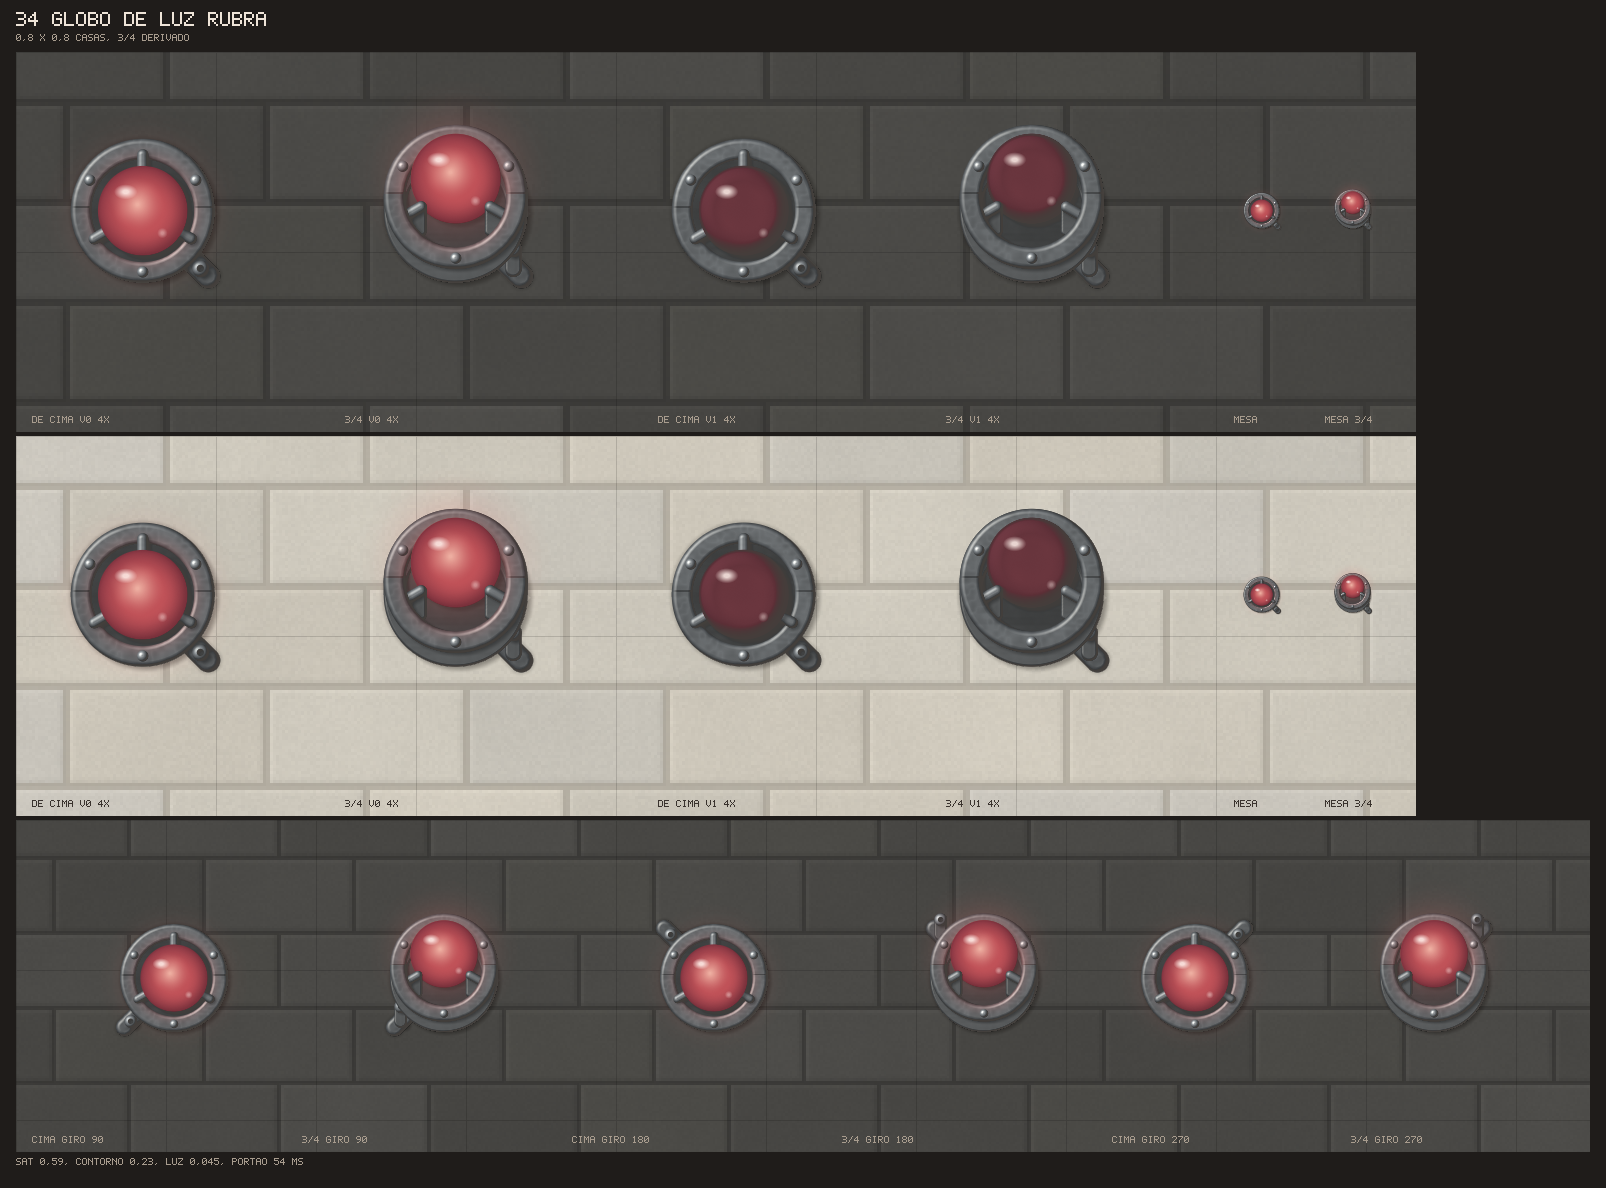 34 GLOBO DE LUZ RUBRA
0,8 X 0,8 CASAS, 3/4 DERIVADO
DE CIMA V0 4X
3/4 V0 4X
DE CIMA V1 4X
3/4 V1 4X
MESA
MESA 3/4
DE CIMA V0 4X
3/4 V0 4X
DE CIMA V1 4X
3/4 V1 4X
MESA
MESA 3/4
CIMA GIRO 90
3/4 GIRO 90
CIMA GIRO 180
3/4 GIRO 180
CIMA GIRO 270
3/4 GIRO 270
SAT 0,59, CONTORNO 0,23, LUZ 0,045, PORTAO 54 MS